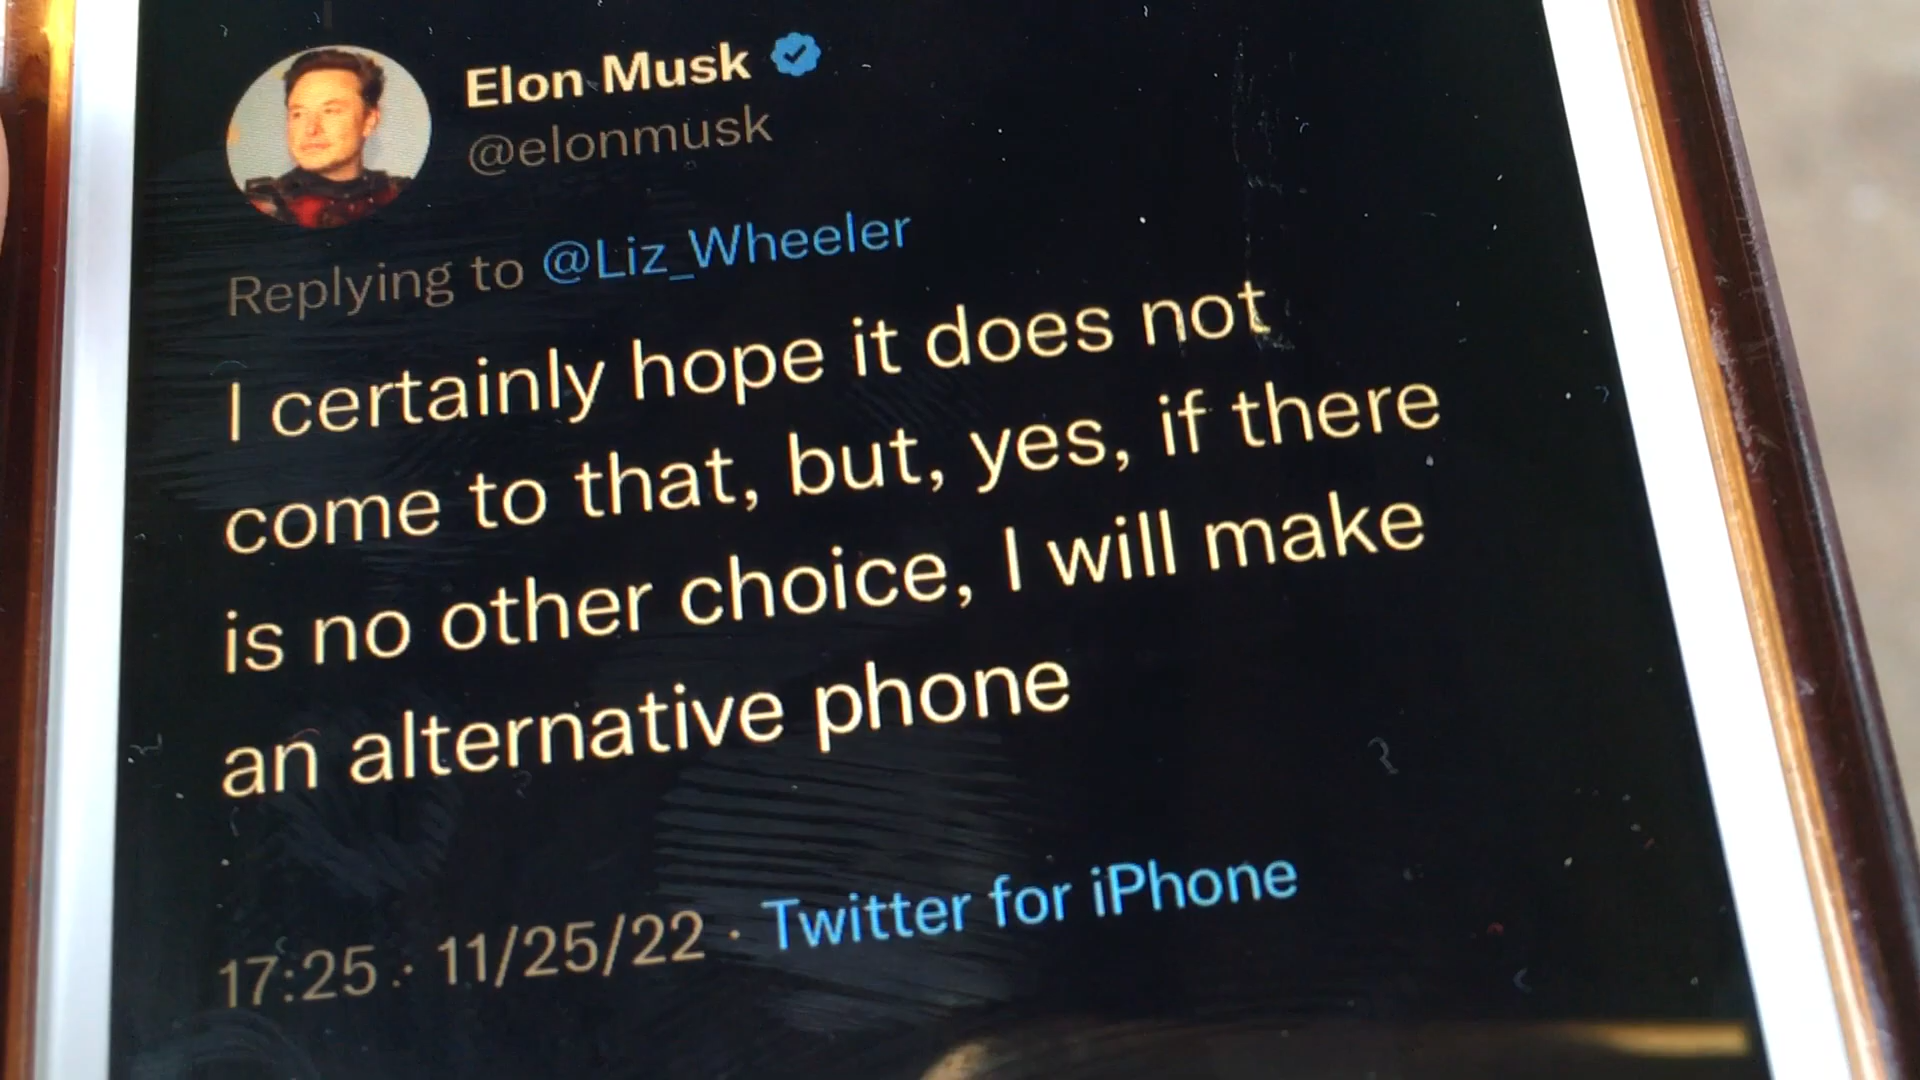 Elon Musk
@elonmusk
Replying to @Liz_Wheeler
I certainly hope it does not
come to that, but, yes, if there
is no other choice, I will make
an alternative phone
17:25 · 11/25/22 · Twitter for iPhone